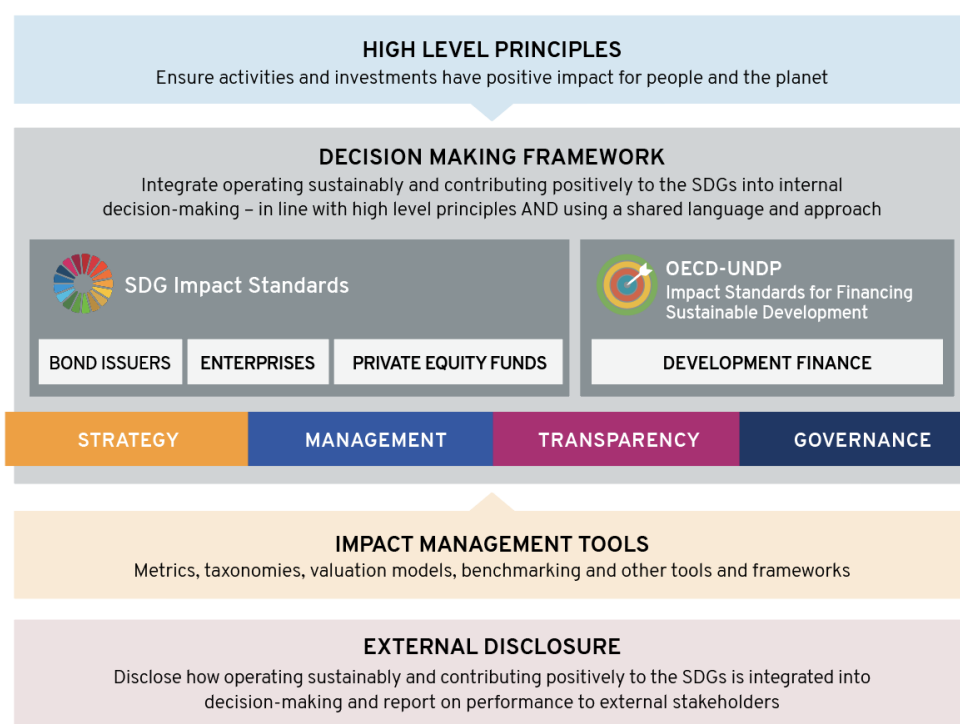 HIGH LEVEL PRINCIPLES
Ensure activities and investments have positive impact for people and the planet
DECISION MAKING FRAMEWORK
Integrate operating sustainably and contributing positively to the SDGs into internal
decision-making – in line with high level principles AND using a shared language and approach
SDG Impact Standards
OECD-UNDP
Impact Standards for Financing
Sustainable Development
BOND ISSUERS
ENTERPRISES
PRIVATE EQUITY FUNDS
DEVELOPMENT FINANCE
STRATEGY
MANAGEMENT
TRANSPARENCY
GOVERNANCE
IMPACT MANAGEMENT TOOLS
Metrics, taxonomies, valuation models, benchmarking and other tools and frameworks
EXTERNAL DISCLOSURE
Disclose how operating sustainably and contributing positively to the SDGs is integrated into
decision-making and report on performance to external stakeholders